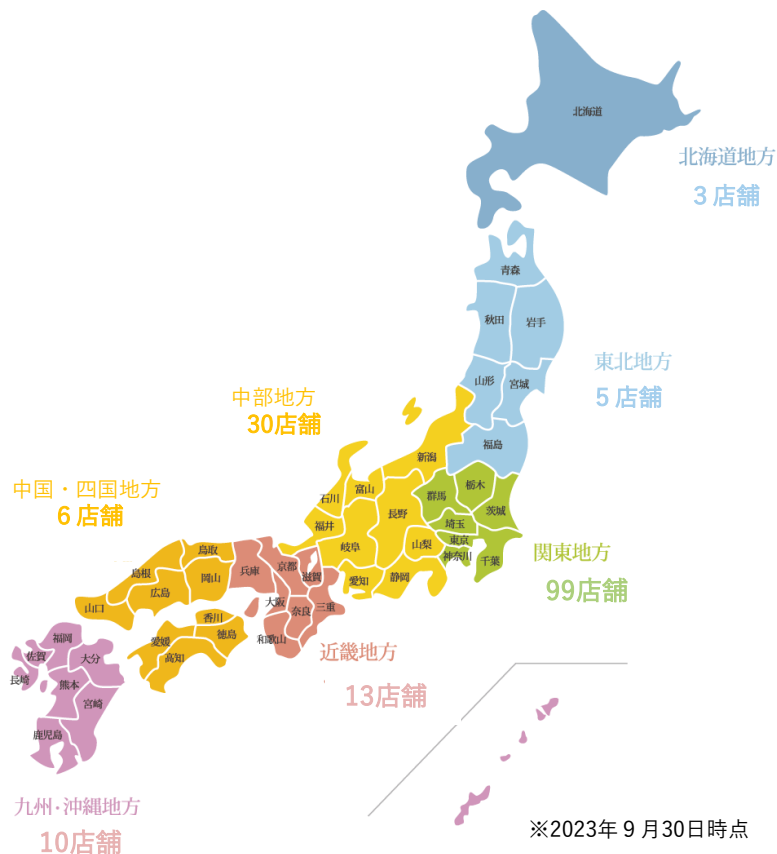 北海道
北海道地方
3 店舗
青森
秋田
岩手
山形
宮城
福島
東北地方
5 店舗
中部地方
30店舗
新潟
富山
石川
福井
長野
岐阜
山梨
愛知
静岡
群馬
栃木
茨城
埼玉
東京
神奈川
千葉
関東地方
99店舗
中国・四国地方
6 店舗
鳥取
島根
岡山
広島
山口
香川
徳島
愛媛
高知
兵庫
京都
滋賀
大阪
奈良
三重
和歌山
近畿地方
13店舗
福岡
佐賀
長崎
大分
熊本
宮崎
鹿児島
九州・沖縄地方
10店舗
※2023年 9 月30日時点